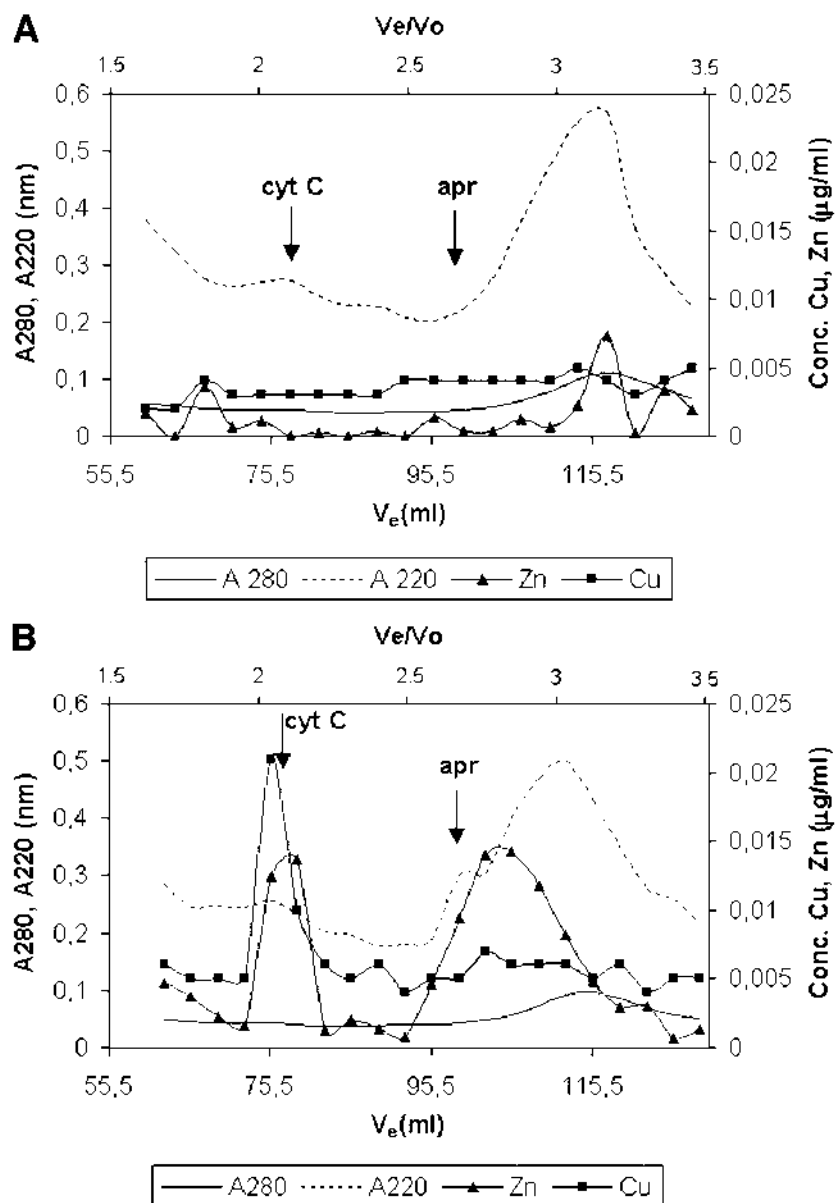 A
Ve/Vo
1.5 2 2.5 3 3.5
0,6 0,025
0,5 0,02
0,4 0,015
0,3 0,01
0,2 0,005
0,1 0
0
cyt C apr
A280, A220 (nm)
Conc. Cu, Zn (µg/ml)
55,5 75,5 95,5 115,5
Ve(ml)
A 280 A 220 Zn Cu
B
Ve/Vo
1.5 2 2.5 3 3.5
0,6 0,025
0,5 0,02
0,4 0,015
0,3 0,01
0,2 0,005
0,1 0
0
cyt C
apr
A280, A220 (nm)
Conc. Cu, Zn (µg/ml)
55,5 75,5 95,5 115,5
Ve(ml)
A280 A220 Zn Cu